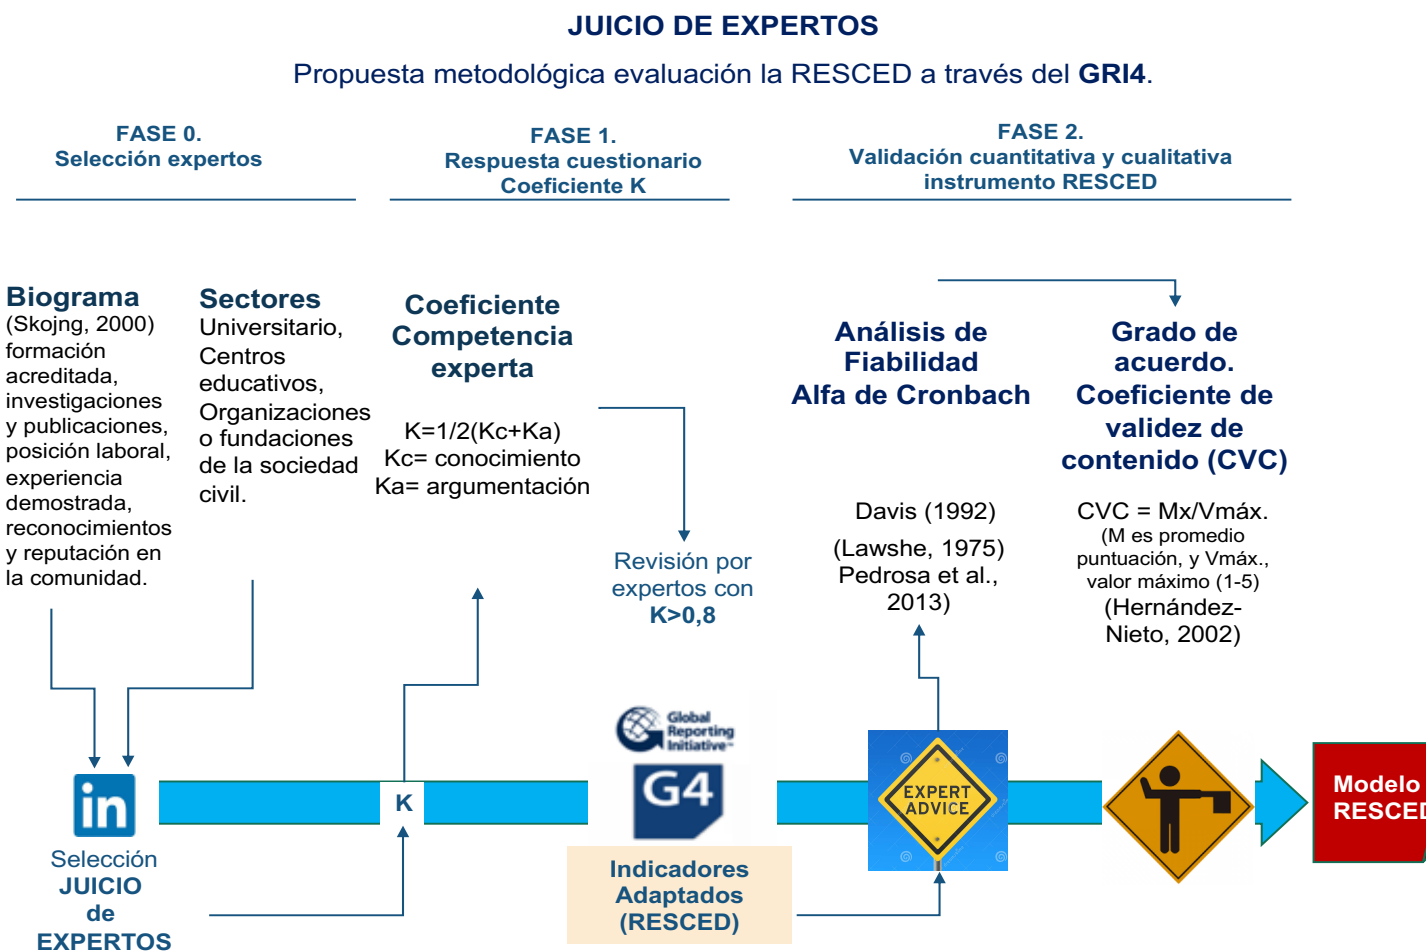 JUICIO DE EXPERTOS
Propuesta metodológica evaluación la RESCED a través del GRI4.
FASE 0.
Selección expertos
FASE 1.
Respuesta cuestionario
Coeficiente K
FASE 2.
Validación cuantitativa y cualitativa
instrumento RESCED
Biograma
(Skojng, 2000)
formación
acreditada,
investigaciones
y publicaciones,
posición laboral,
experiencia
demostrada,
reconocimientos
y reputación en
la comunidad.
Sectores
Universitario,
Centros
educativos,
Organizaciones
o fundaciones
de la sociedad
civil.
Coeficiente
Competencia
experta
K=1/2(Kc+Ka)
Kc= conocimiento
Ka= argumentación
Revisión por
expertos con
K>0,8
Análisis de
Fiabilidad
Alfa de Cronbach
Davis (1992)
(Lawshe, 1975)
Pedrosa et al.,
2013)
Grado de
acuerdo.
Coeficiente de
validez de
contenido (CVC)
CVC = Mx/Vmáx.
(M es promedio
puntuación, y Vmáx.,
valor máximo (1-5)
(Hernández-
Nieto, 2002)
in
Selección
JUICIO
de
EXPERTOS
K
Global
Reporting
Initiative™
G4
Indicadores
Adaptados
(RESCED)
EXPERT
ADVICE
Modelo
RESCED